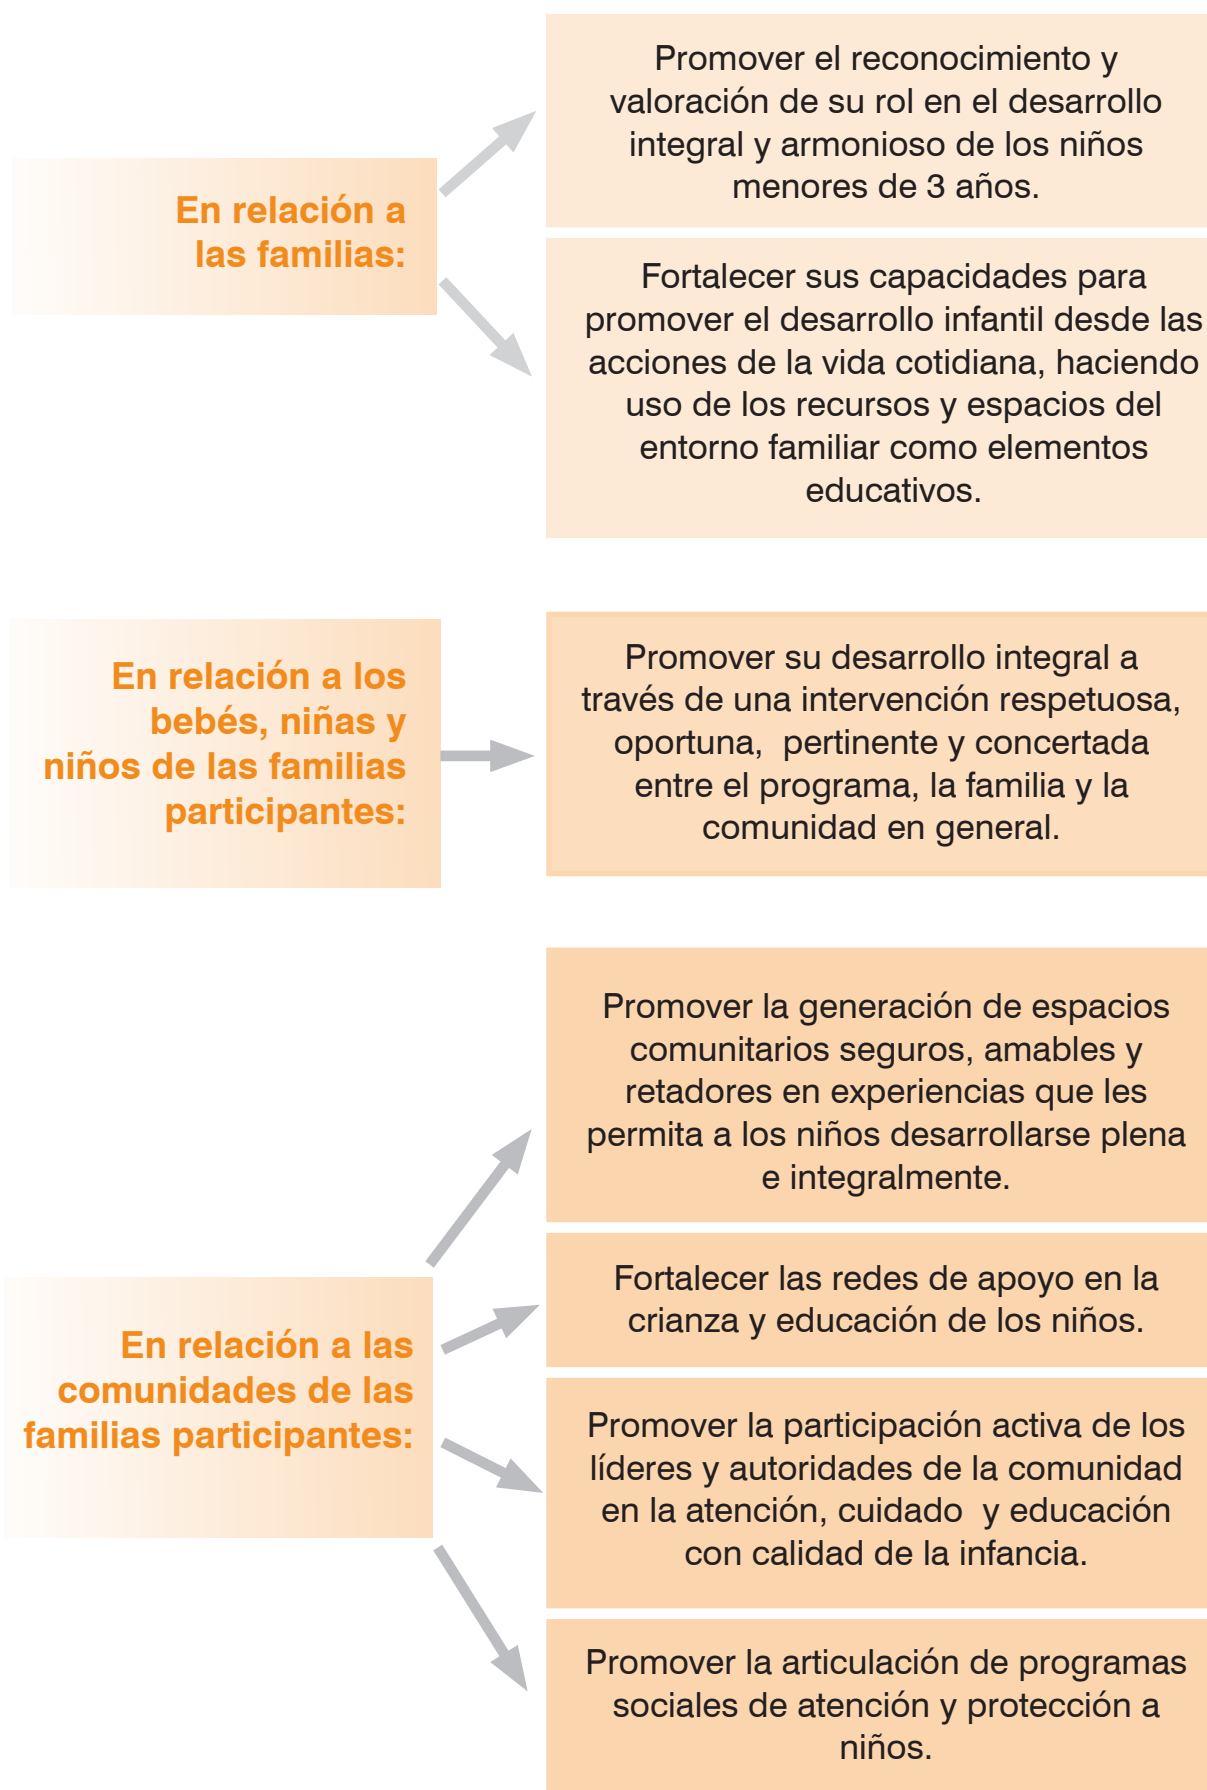 En relación a
las familias:
Promover el reconocimiento y
valoración de su rol en el desarrollo
integral y armonioso de los niños
menores de 3 años.
Fortalecer sus capacidades para
promover el desarrollo infantil desde las
acciones de la vida cotidiana, haciendo
uso de los recursos y espacios del
entorno familiar como elementos
educativos.
En relación a los
bebés, niñas y
niños de las familias
participantes:
Promover su desarrollo integral a
través de una intervención respetuosa,
oportuna,  pertinente y concertada
entre el programa, la familia y la
comunidad en general.
En relación a las
comunidades de las
familias participantes:
Promover la generación de espacios
comunitarios seguros, amables y
retadores en experiencias que les
permita a los niños desarrollarse plena
e integralmente.
Fortalecer las redes de apoyo en la
crianza y educación de los niños.
Promover la participación activa de los
líderes y autoridades de la comunidad
en la atención, cuidado  y educación
con calidad de la infancia.
Promover la articulación de programas
sociales de atención y protección a
niños.